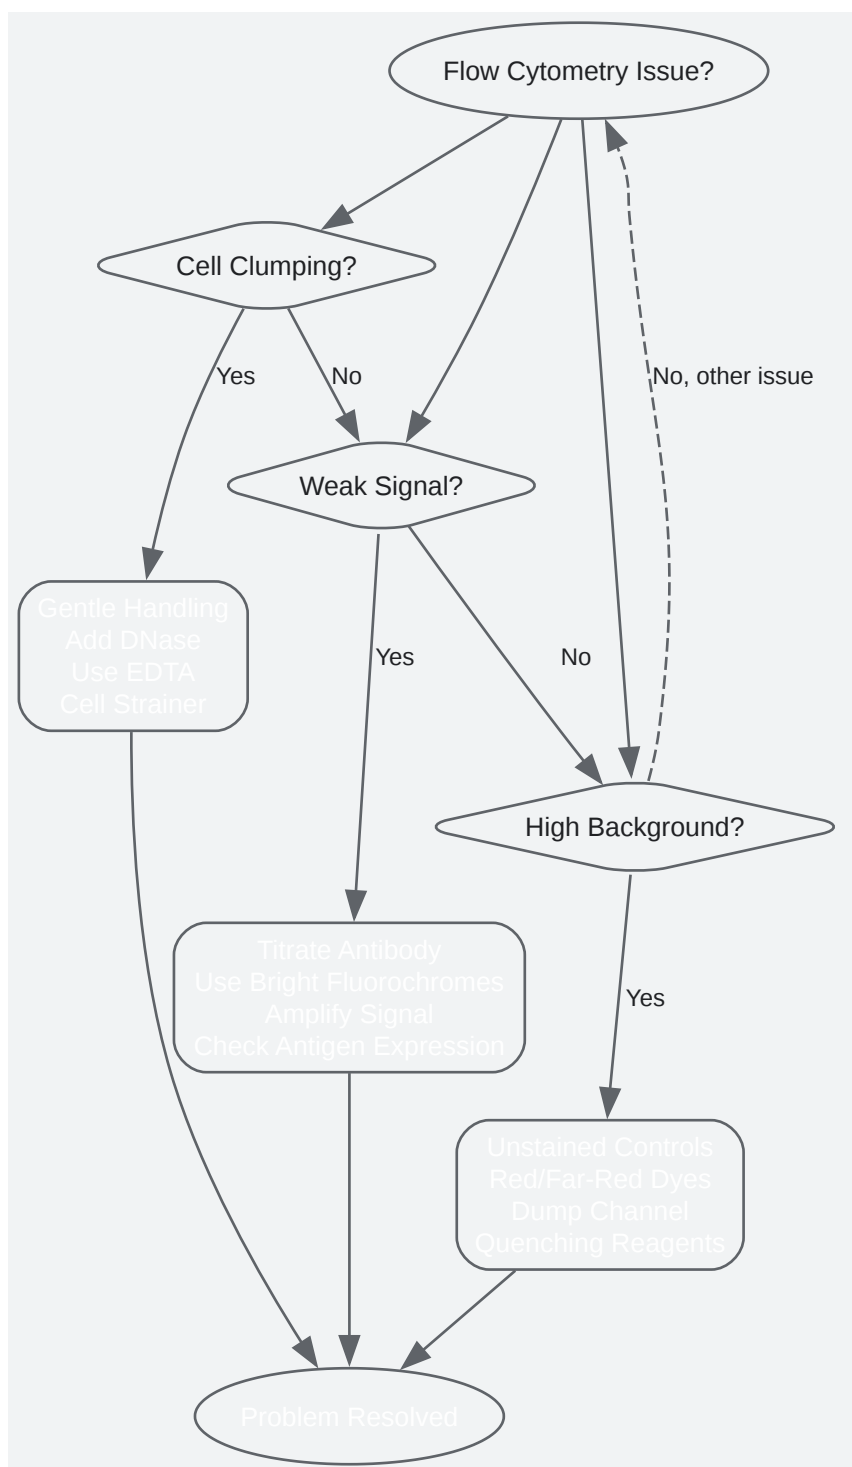 Flow Cytometry Issue?
Cell Clumping?
Yes
No
No, other issue
Weak Signal?
Gentle Handling
Add DNase
Use EDTA
Cell Strainer
Yes
No
High Background?
Titrate Antibody
Use Bright Fluorochromes
Amplify Signal
Check Antigen Expression
Yes
Unstained Controls
Red/Far-Red Dyes
Dump Channel
Quenching Reagents
Problem Resolved